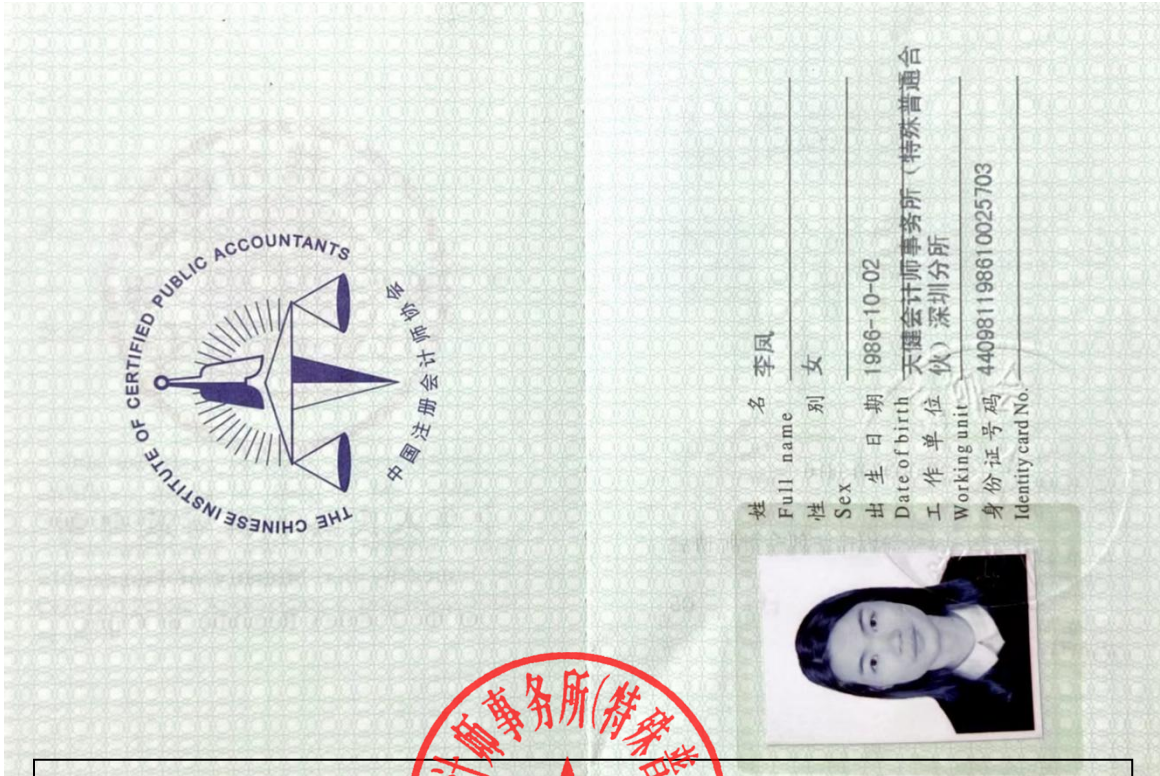 THE CHINESE INSTITUTE OF CERTIFIED PUBLIC ACCOUNTANTS
中国注册会计师协会
姓 名 李凤
Full name
性 别 女
Sex
出 生 日 期 1986-10-02
Date of birth
工 作 单 位 天健会计师事务所（特殊普通合
Working unit 伙）深圳分所
身 份 证 号 码 440981198610025703
Identity card No.
计师事务所(特殊普